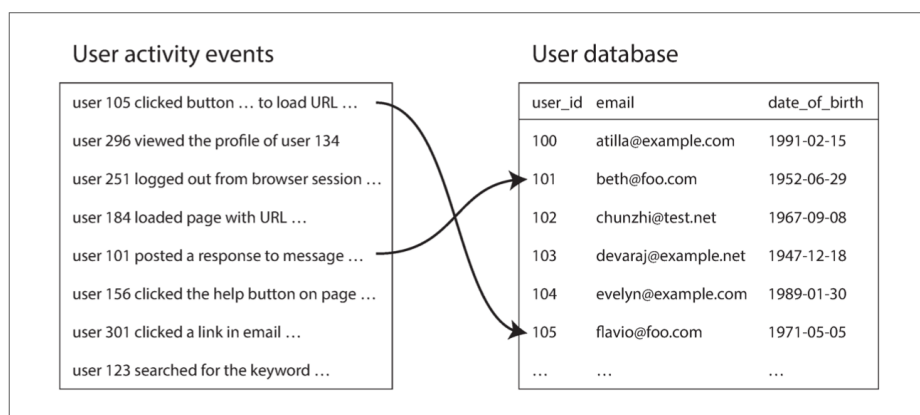 User activity events
user 105 clicked button … to load URL …
user 296 viewed the profile of user 134
user 251 logged out from browser session …
user 184 loaded page with URL …
user 101 posted a response to message …
user 156 clicked the help button on page …
user 301 clicked a link in email …
user 123 searched for the keyword …
User database
user_id email date_of_birth
100 atilla@example.com 1991-02-15
101 beth@foo.com 1952-06-29
102 chunzhi@test.net 1967-09-08
103 devaraj@example.net 1947-12-18
104 evelyn@example.com 1989-01-30
105 flavio@foo.com 1971-05-05
… … …